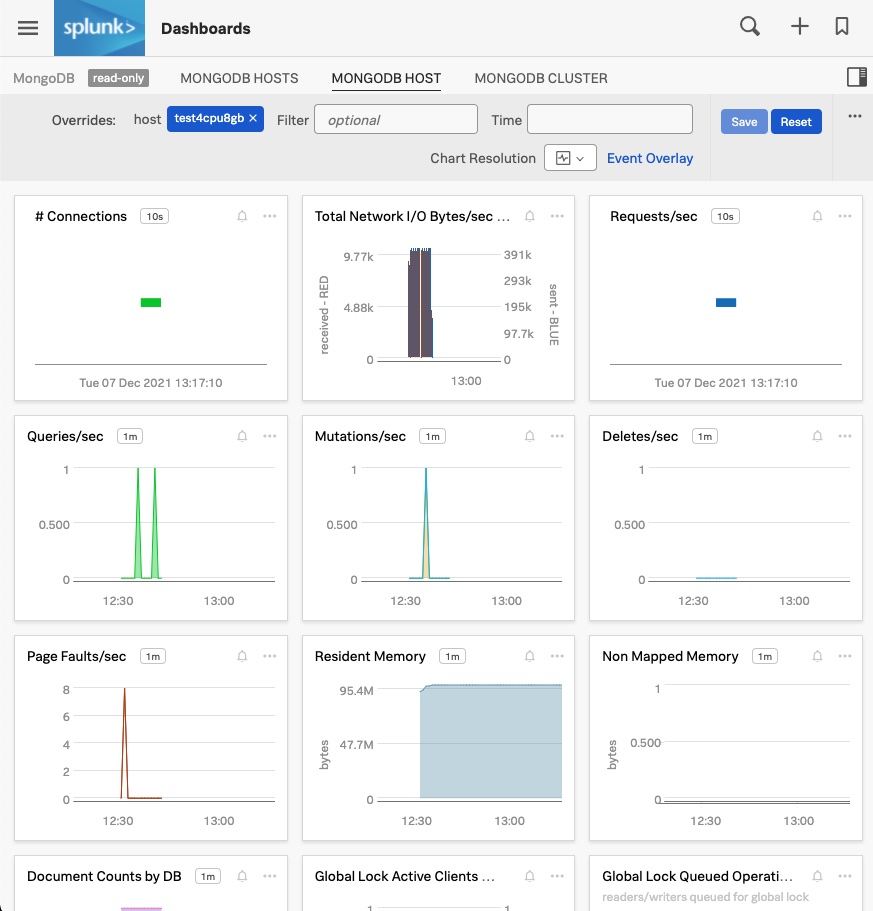 splunk> Dashboards
MongoDB read-only MONGODB HOSTS MONGODB HOST MONGODB CLUSTER
Overrides: host test4cpu8gb × Filter optional Time Save Reset ...
Chart Resolution Event Overlay
# Connections 10s
Tue 07 Dec 2021 13:17:10
Total Network I/O Bytes/sec ...
received - RED
9.77k
4.88k
0
391k
293k
195k
97.7k
0
sent - BLUE
13:00
Requests/sec 10s
Tue 07 Dec 2021 13:17:10
Queries/sec 1m
1
0.500
0
12:30 13:00
Mutations/sec 1m
1
0.500
0
12:30 13:00
Deletes/sec 1m
1
0.500
0
12:30 13:00
Page Faults/sec 1m
8
6
4
2
0
12:30 13:00
Resident Memory 1m
bytes
95.4M
47.7M
0
12:30 13:00
Non Mapped Memory 1m
bytes
1
0.500
0
12:30 13:00
Document Counts by DB 1m
Global Lock Active Clients ...
1 1
Global Lock Queued Operati...
readers/writers queued for global lock